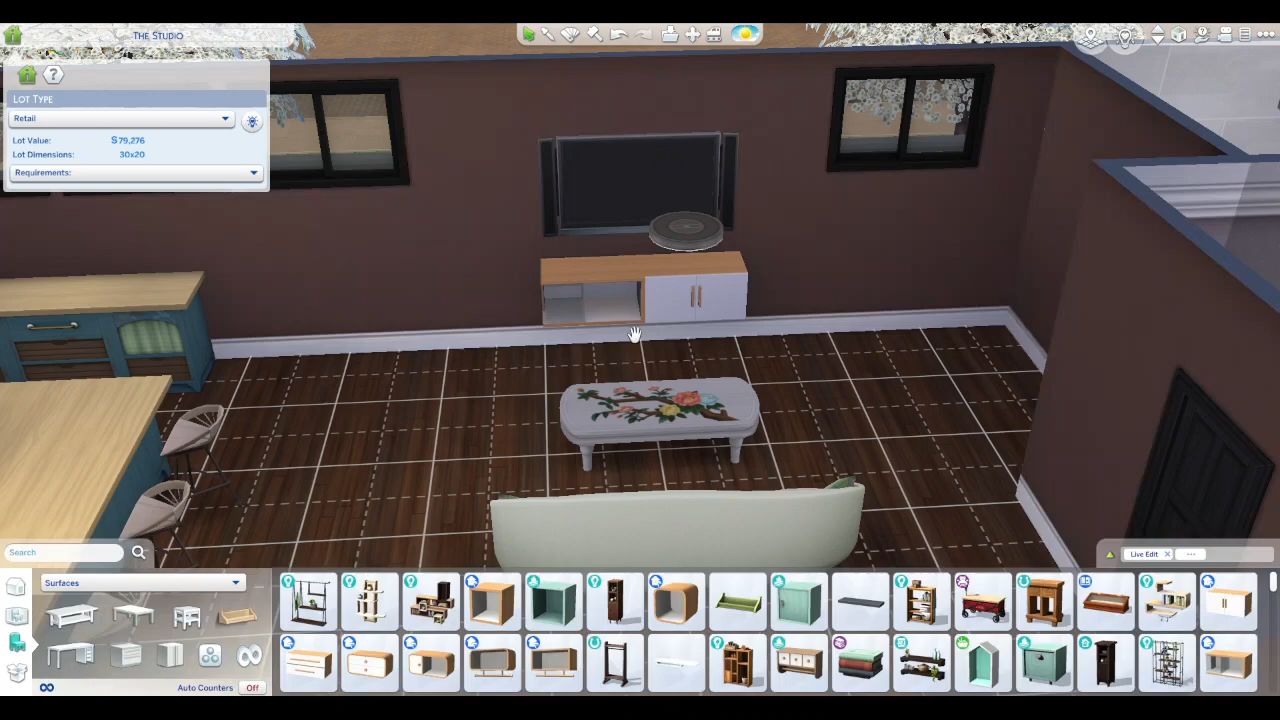 The Studio
Lot Type
Retail
Lot Value: §79,276
Lot Dimensions: 30x20
Requirements:
Search
Live Edit
Surfaces
Auto Counters Off